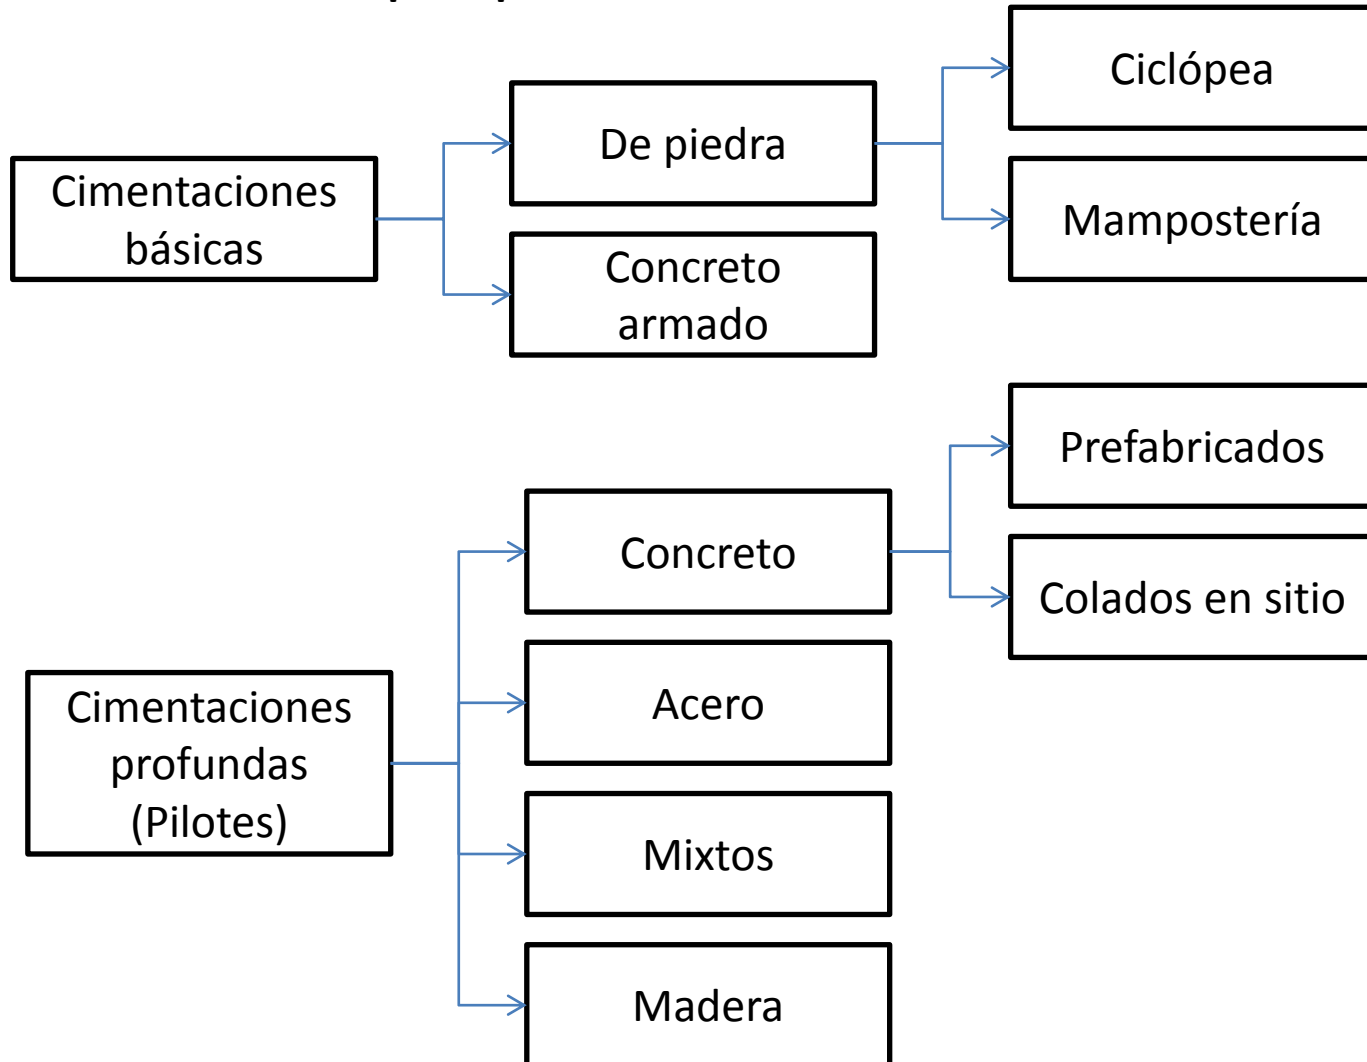 Cimentaciones
básicas
De piedra
Concreto
armado
Ciclópea
Mampostería
Cimentaciones
profundas
(Pilotes)
Concreto
Acero
Mixtos
Madera
Prefabricados
Colados en sitio